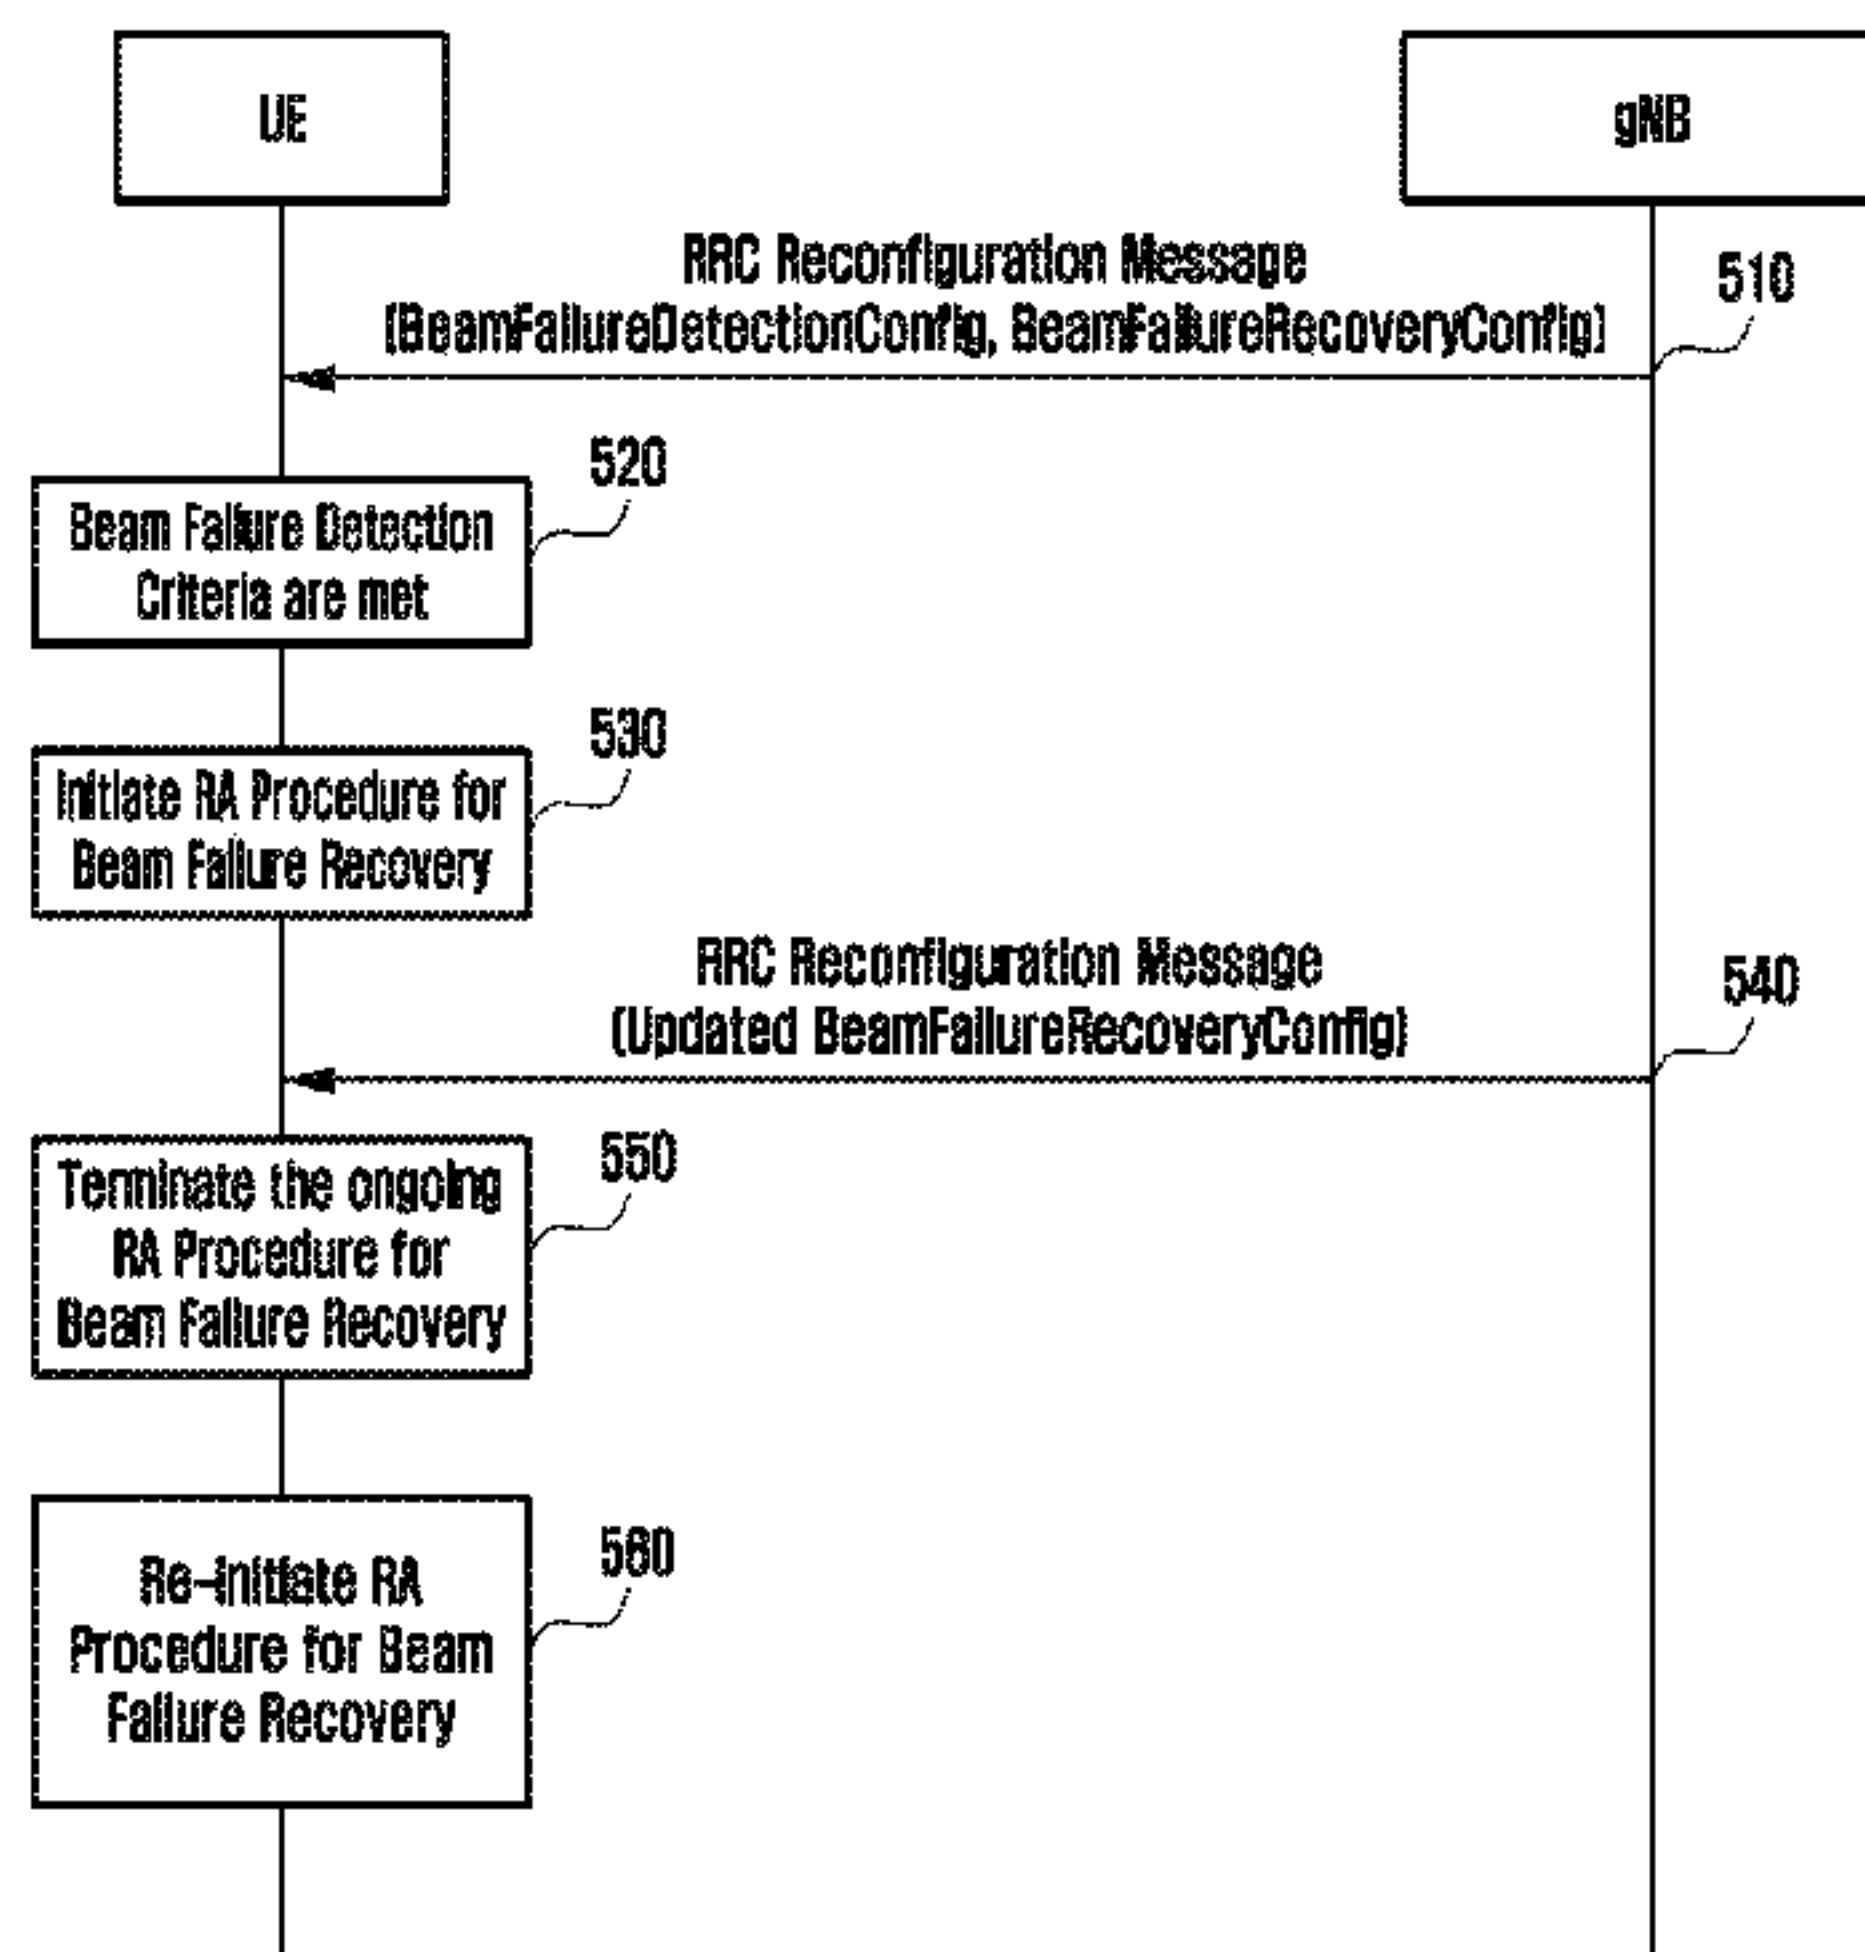 UE
gNB
RRC Reconfiguration Message
(BeamFailureDetectionConfig, BeamFailureRecoveryConfig)
510
520
Beam Failure Detection
Criteria are met
530
Initiate RA Procedure for
Beam Failure Recovery
RRC Reconfiguration Message
(Updated BeamFailureRecoveryConfig)
540
550
Terminate the ongoing
RA Procedure for
Beam Failure Recovery
560
Re-initiate RA
Procedure for Beam
Failure Recovery